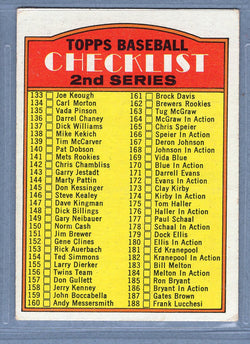 TOPPS BASEBALL
CHECKLIST
2nd SERIES
133 Joe Keough
134 Carl Morton
135 Vada Pinson
136 Darrel Chaney
137 Dick Williams
138 Mike Kekich
139 Tim McCarver
140 Pat Dobson
141 Mets Rookies
142 Chris Chambliss
143 Garry Jestadt
144 Marty Pattin
145 Don Kessinger
146 Steve Kealey
147 Dave Kingman
148 Dick Billings
149 Gary Neibauer
150 Norm Cash
151 Jim Brewer
152 Gene Clines
153 Rick Auerbach
154 Ted Simmons
155 Larry Dierker
156 Twins Team
157 Don Gullett
158 Jerry Kenney
159 John Boccabella
160 Andy Messersmith
161 Brock Davis
162 Brewers Rookies
163 Tug McGraw
164 McGraw In Action
165 Chris Speier
166 Speier In Action
167 Deron Johnson
168 Johnson In Action
169 Vida Blue
170 Blue In Action
171 Darrell Evans
172 Evans In Action
173 Clay Kirby
174 Kirby In Action
175 Tom Haller
176 Haller In Action
177 Paul Schaal
178 Schaal In Action
179 Dock Ellis
180 Ellis In Action
181 Ed Kranepool
182 Kranepool In Action
183 Bill Melton
184 Melton In Action
185 Ron Bryant
186 Bryant In Action
187 Gates Brown
188 Frank Lucchesi